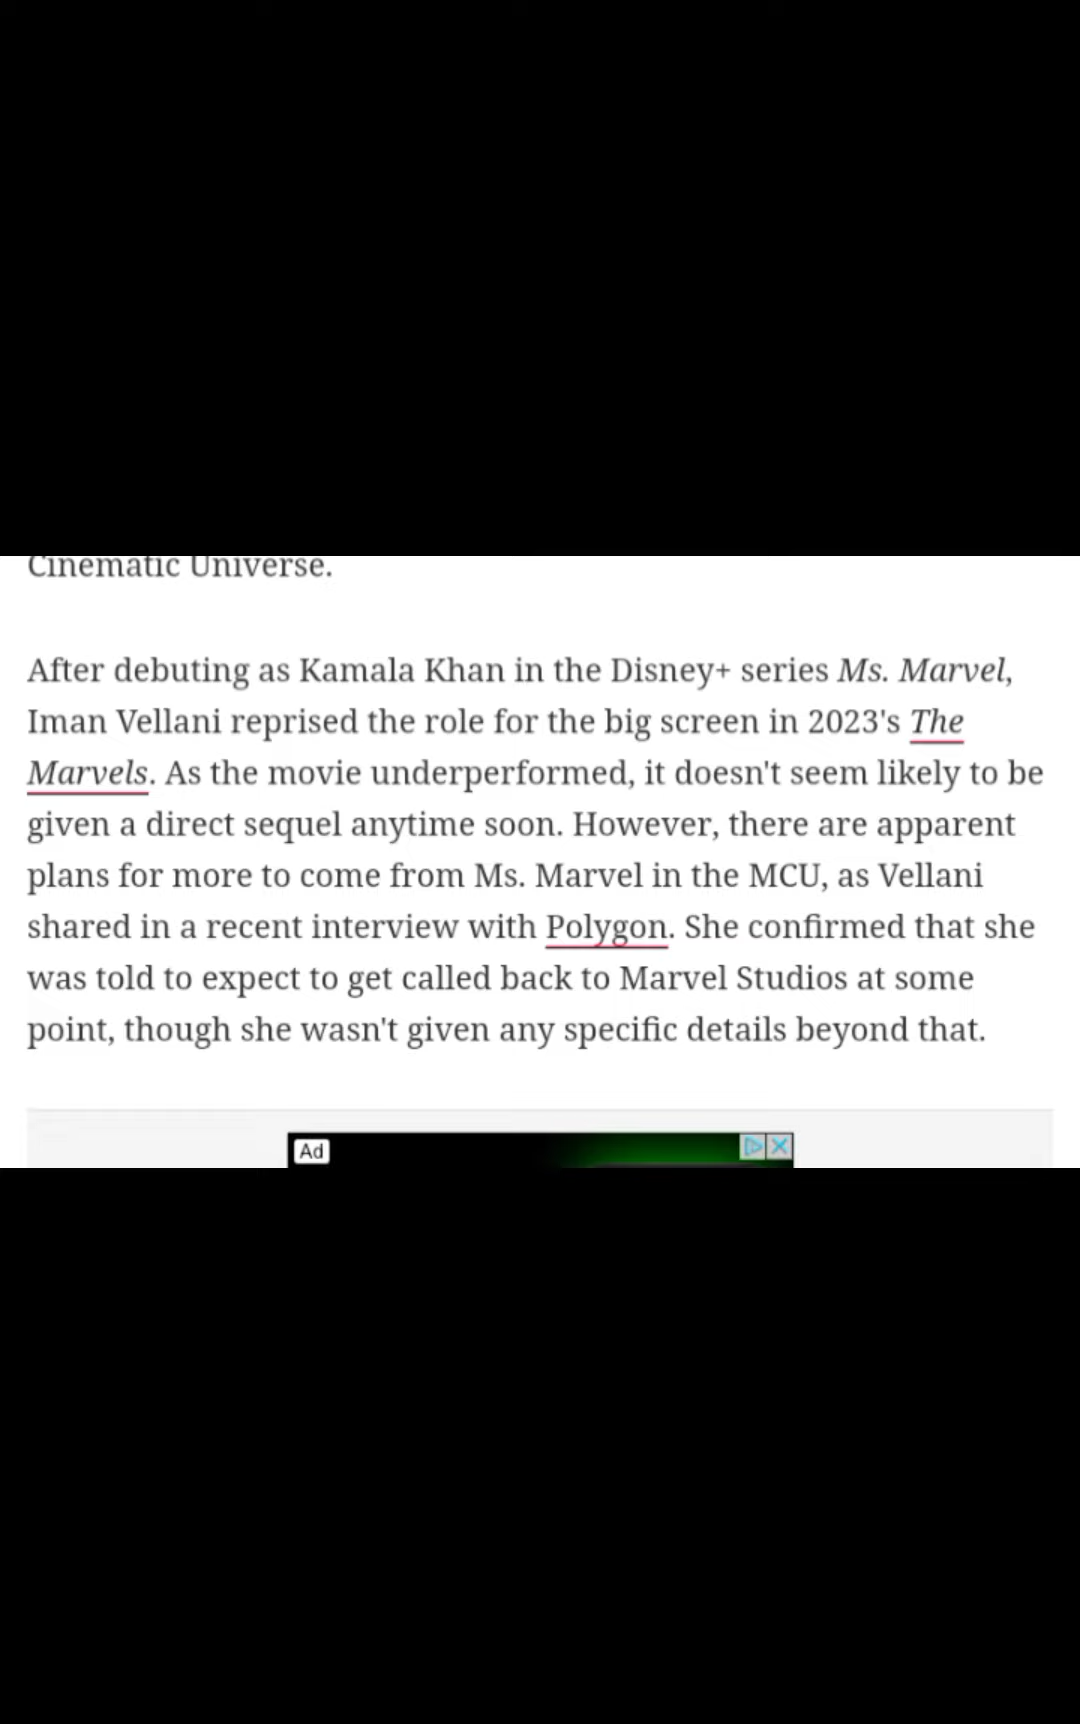 Cinematic Universe.
After debuting as Kamala Khan in the Disney+ series Ms. Marvel,
Iman Vellani reprised the role for the big screen in 2023's The
Marvels. As the movie underperformed, it doesn't seem likely to be
given a direct sequel anytime soon. However, there are apparent
plans for more to come from Ms. Marvel in the MCU, as Vellani
shared in a recent interview with Polygon. She confirmed that she
was told to expect to get called back to Marvel Studios at some
point, though she wasn't given any specific details beyond that.
Ad